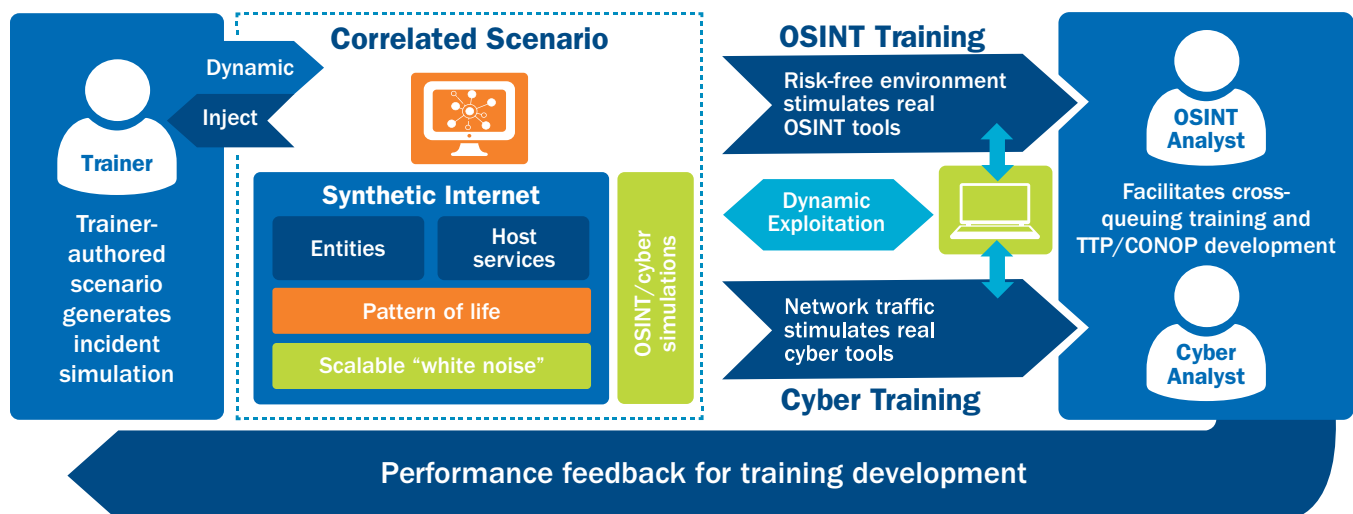 Trainer
Trainer-
authored
scenario
generates
incident
simulation
Dynamic
Inject
Correlated Scenario
Synthetic Internet
Entities
Host
services
Pattern of life
Scalable “white noise”
OSINT/cyber
simulations
OSINT Training
Risk-free environment
stimulates real
OSINT tools
Dynamic
Exploitation
Network traffic
stimulates real
cyber tools
Cyber Training
OSINT
Analyst
Facilitates cross-
queuing training and
TTP/CONOP development
Cyber
Analyst
Performance feedback for training development